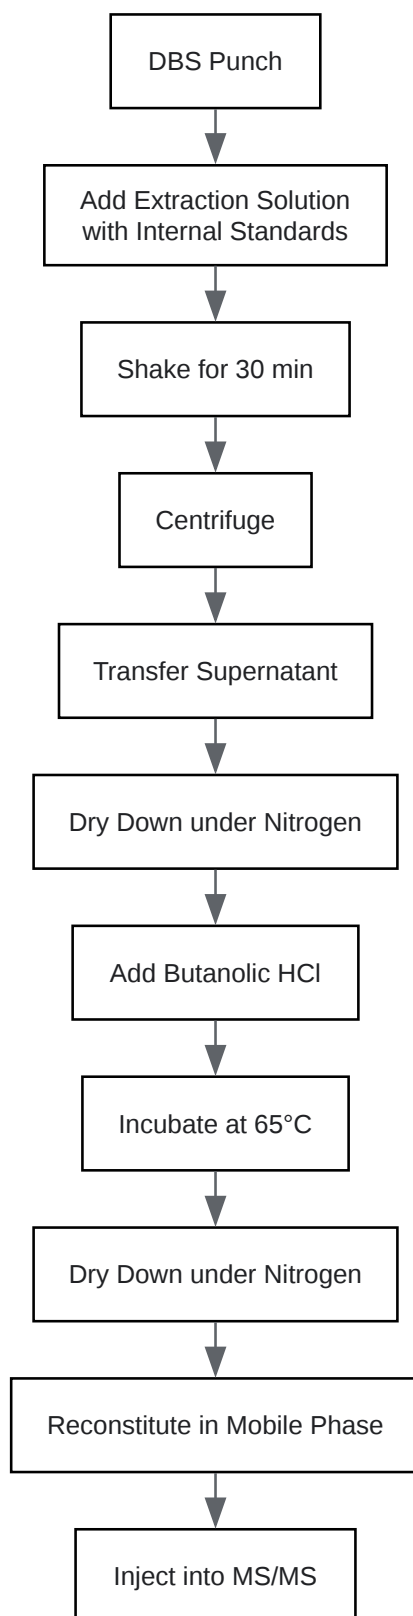 DBS Punch
Add Extraction Solution
with Internal Standards
Shake for 30 min
Centrifuge
Transfer Supernatant
Dry Down under Nitrogen
Add Butanolic HCl
Incubate at 65°C
Dry Down under Nitrogen
Reconstitute in Mobile Phase
Inject into MS/MS